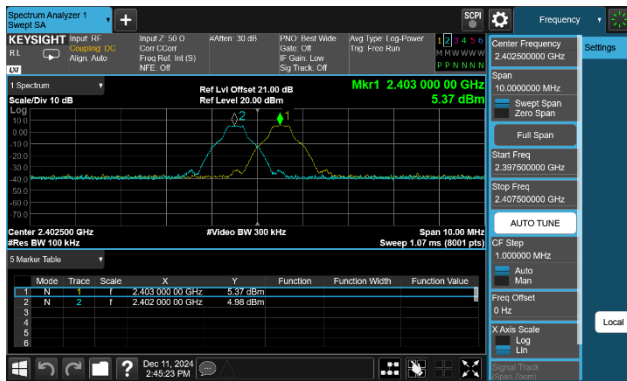 Spectrum Analyzer 1
Swept SA
+
SCPI
Frequency
KEYSIGHT
RL
LXI
Input: RF
Coupling: DC
Align: Auto
Input Z: 50 Ω
Corr CCorr
Freq Ref: Int (S)
NFE: Off
#Atten: 30 dB
PNO: Best Wide
Gate: Off
IF Gain: Low
Sig Track: Off
Avg Type: Log-Power
Trig: Free Run
1 2 3 4 5 6
M M W W W W
P P N N N N
1 Spectrum
Scale/Div 10 dB
Log
Ref Lvl Offset 21.00 dB
Ref Level 20.00 dBm
Mkr1 2.403 000 00 GHz
5.37 dBm
10.0
0.00
-10.0
-20.0
-30.0
-40.0
-50.0
-60.0
-70.0
2
1
Center 2.402500 GHz
#Res BW 100 kHz
#Video BW 300 kHz
Span 10.00 MHz
Sweep 1.07 ms (8001 pts)
5 Marker Table
Mode Trace Scale X Y Function Function Width Function Value
1 N 1 f 2.403 000 00 GHz 5.37 dBm
2 N 2 f 2.402 000 00 GHz 4.98 dBm
3
4
5
6
Dec 11, 2024
2:45:23 PM
Center Frequency
2.402500000 GHz
Span
10.0000000 MHz
Swept Span
Zero Span
Full Span
Start Freq
2.397500000 GHz
Stop Freq
2.407500000 GHz
AUTO TUNE
CF Step
1.000000 MHz
Auto
Man
Freq Offset
0 Hz
X Axis Scale
Log
Lin
Signal Track
(Span Zoom)
Settings
Local